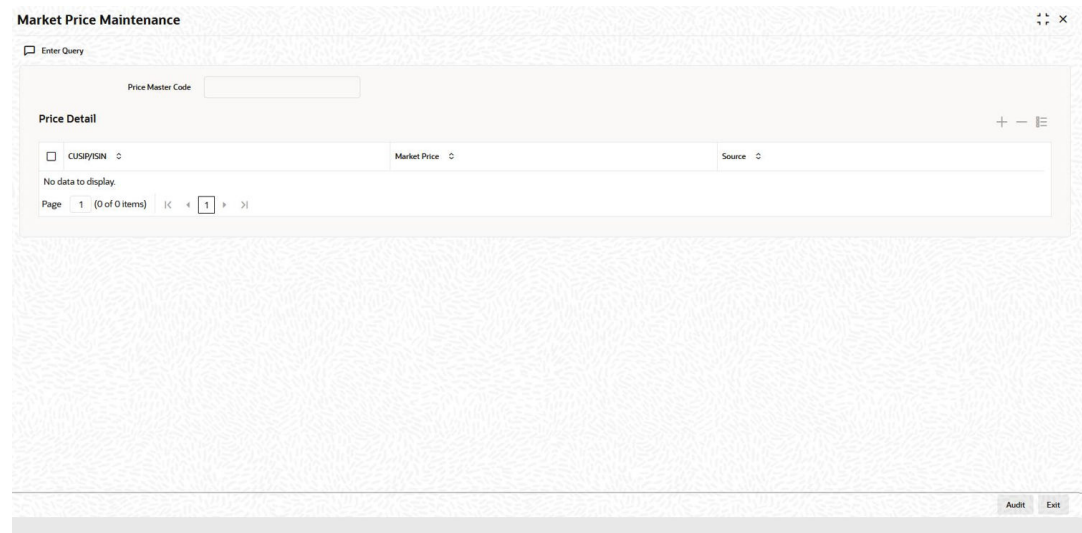 Market Price Maintenance
Enter Query
Price Master Code
Price Detail
CUSIP/ISIN Market Price Source
No data to display.
Page 1 (0 of 0 items) 1
Audit Exit